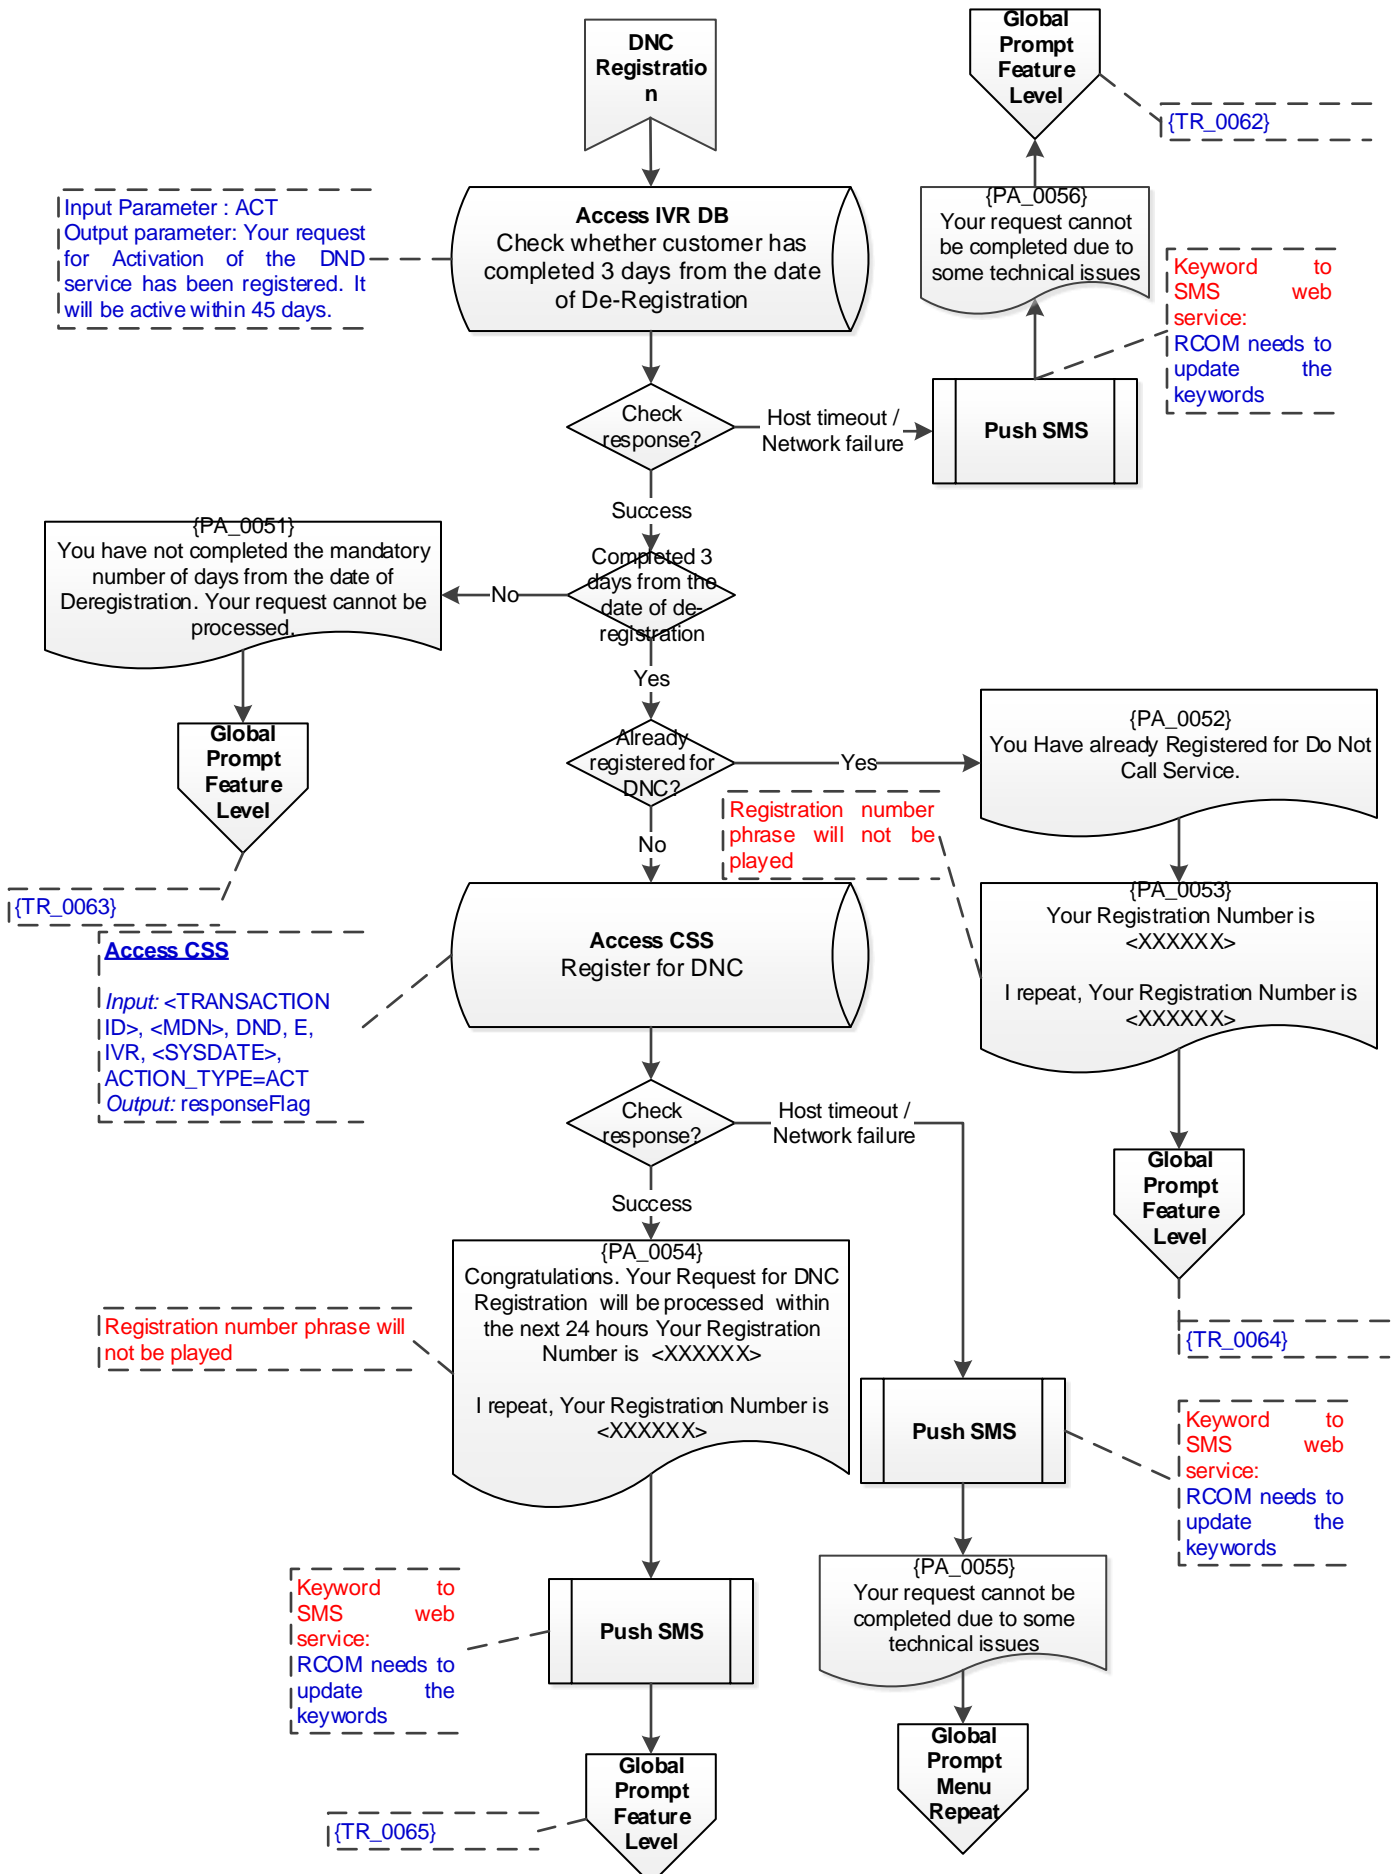 DNC
Registratio
n
Global
Prompt
Feature
Level
{TR_0062}
Input Parameter : ACT
Output parameter: Your request
for Activation of the DND
service has been registered. It
will be active within 45 days.
Access IVR DB
Check whether customer has
completed 3 days from the date
of De-Registration
{PA_0056}
Your request cannot
be completed due to
some technical issues
Keyword to
SMS web
service:
RCOM needs to
update the
keywords
Check
response?
Host timeout /
Network failure
Push SMS
Success
{PA_0051}
You have not completed the mandatory
number of days from the date of
Deregistration. Your request cannot be
processed.
No
Completed 3
days from the
date of de-
registration
Yes
Global
Prompt
Feature
Level
{TR_0063}
Already
registered for
DNC?
Yes
{PA_0052}
You Have already Registered for Do Not
Call Service.
Registration number
phrase will not be
played
No
{PA_0053}
Your Registration Number is
<XXXXXX>
I repeat, Your Registration Number is
<XXXXXX>
Access CSS
Input: <TRANSACTION
ID>, <MDN>, DND, E,
IVR, <SYSDATE>,
ACTION_TYPE=ACT
Output: responseFlag
Access CSS
Register for DNC
Check
response?
Host timeout /
Network failure
Global
Prompt
Feature
Level
{TR_0064}
Success
{PA_0054}
Congratulations. Your Request for DNC
Registration will be processed within
the next 24 hours Your Registration
Number is <XXXXXX>
I repeat, Your Registration Number is
<XXXXXX>
Registration number phrase will
not be played
Push SMS
Keyword to
SMS web
service:
RCOM needs to
update the
keywords
{PA_0055}
Your request cannot be
completed due to some
technical issues
Keyword to
SMS web
service:
RCOM needs to
update the
keywords
Push SMS
Global
Prompt
Menu
Repeat
Global
Prompt
Feature
Level
{TR_0065}